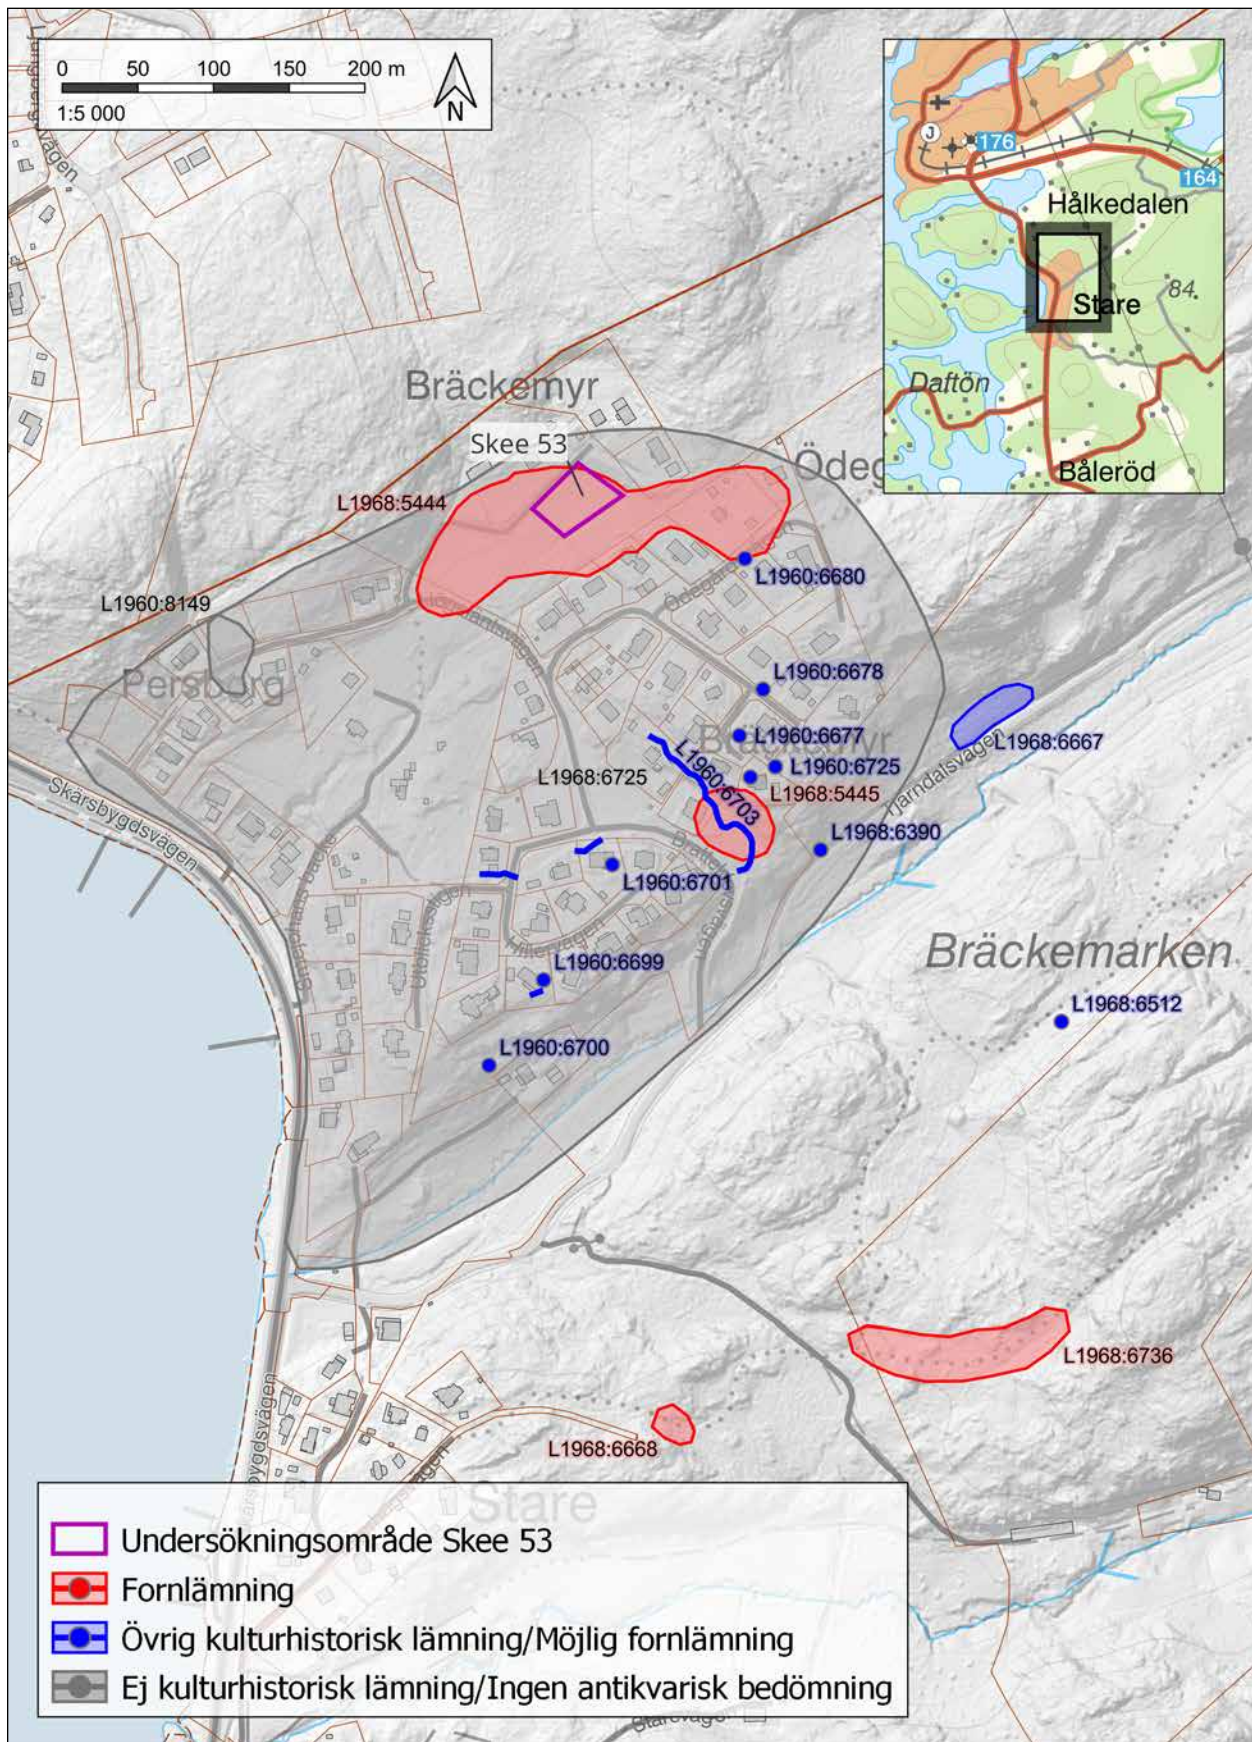 0 50 100 150 200 m
1:5 000
N
J
176
164
Hålkedalen
84
Stare
Daftön
Båleröd
Bräckemyr
Skee 53
L1968:5444
L1960:6680
L1960:8149
Persberg
L1960:6678
L1960:6677
Bräckemyr
L1960:6725
L1968:6725
L1960:6703
L1968:5445
L1968:6667
Tjärndalsvägen
Skärsbygdsvägen
L1968:6390
L1960:6701
Hillervägen
L1960:6699
Bräckemarken
L1968:6512
L1960:6700
L1968:6736
L1968:6668
Stare
Undersökningsområde Skee 53
Fornlämning
Övrig kulturhistorisk lämning/Möjlig fornlämning
Ej kulturhistorisk lämning/Ingen antikvarisk bedömning